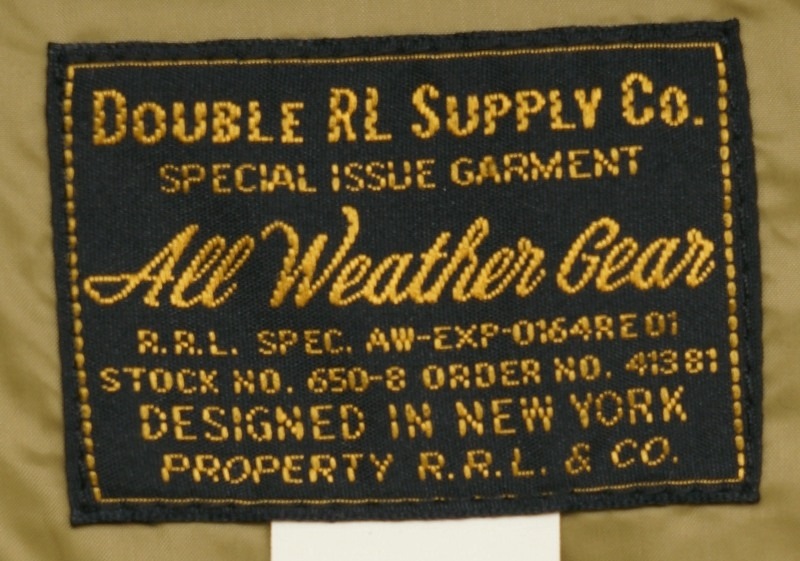 DOUBLE RL SUPPLY CO.
SPECIAL ISSUE GARMENT
All Weather Gear
R.R.L. SPEC. AW-EXP-0164RE01
STOCK NO. 650-8 ORDER NO. 41381
DESIGNED IN NEW YORK
PROPERTY R.R.L. & CO.